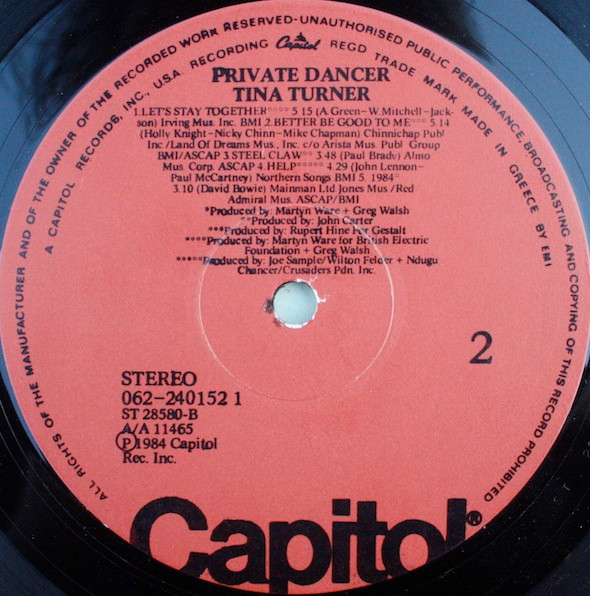 ALL RIGHTS OF THE MANUFACTURER AND OF THE OWNER OF THE RECORDED WORK RESERVED-UNAUTHORISED PUBLIC PERFORMANCE, BROADCASTING AND COPYING OF THIS RECORD PROHIBITED
A CAPITOL RECORDS, INC., USA. RECORDING Capitol REGD TRADE MARK MADE IN GREECE BY EMI
PRIVATE DANCER
TINA TURNER
1.LET'S STAY TOGETHER**** 5 15 (A. Green-W. Mitchell-Jack-
son) Irving Mus. Inc. BMI 2. BETTER BE GOOD TO ME*** 5.14
(Holly Knight-Nicky Chinn-Mike Chapman) Chinnichap Publ
Inc /Land Of Dreams Mus., Inc. c/o Arista Mus. Publ Group
BMI/ASCAP 3 STEEL CLAW** 3.48 (Paul Brady) Almo
Mus. Corp. ASCAP 4 HELP***** 4.29 (John Lennon-
Paul McCartney) Northern Songs BMI 5. 1984*
3.10 (David Bowie) Mainman Ltd Jones Mus /Red
Admiral Mus. ASCAP/BMI
*Produced by: Martyn Ware + Greg Walsh
**Produced by: John Carter
***Produced by: Rupert Hine For Gestalt
****Produced by: Martyn Ware for British Electric
Foundation + Greg Walsh
*****Produced by: Joe Sample/Wilton Felder + Ndugu
Chancer/Crusaders Pdn. Inc.
2
STEREO
062-240152 1
ST 28580-B
A/A 11465
Ⓟ1984 Capitol
Rec. Inc.
Capitol®